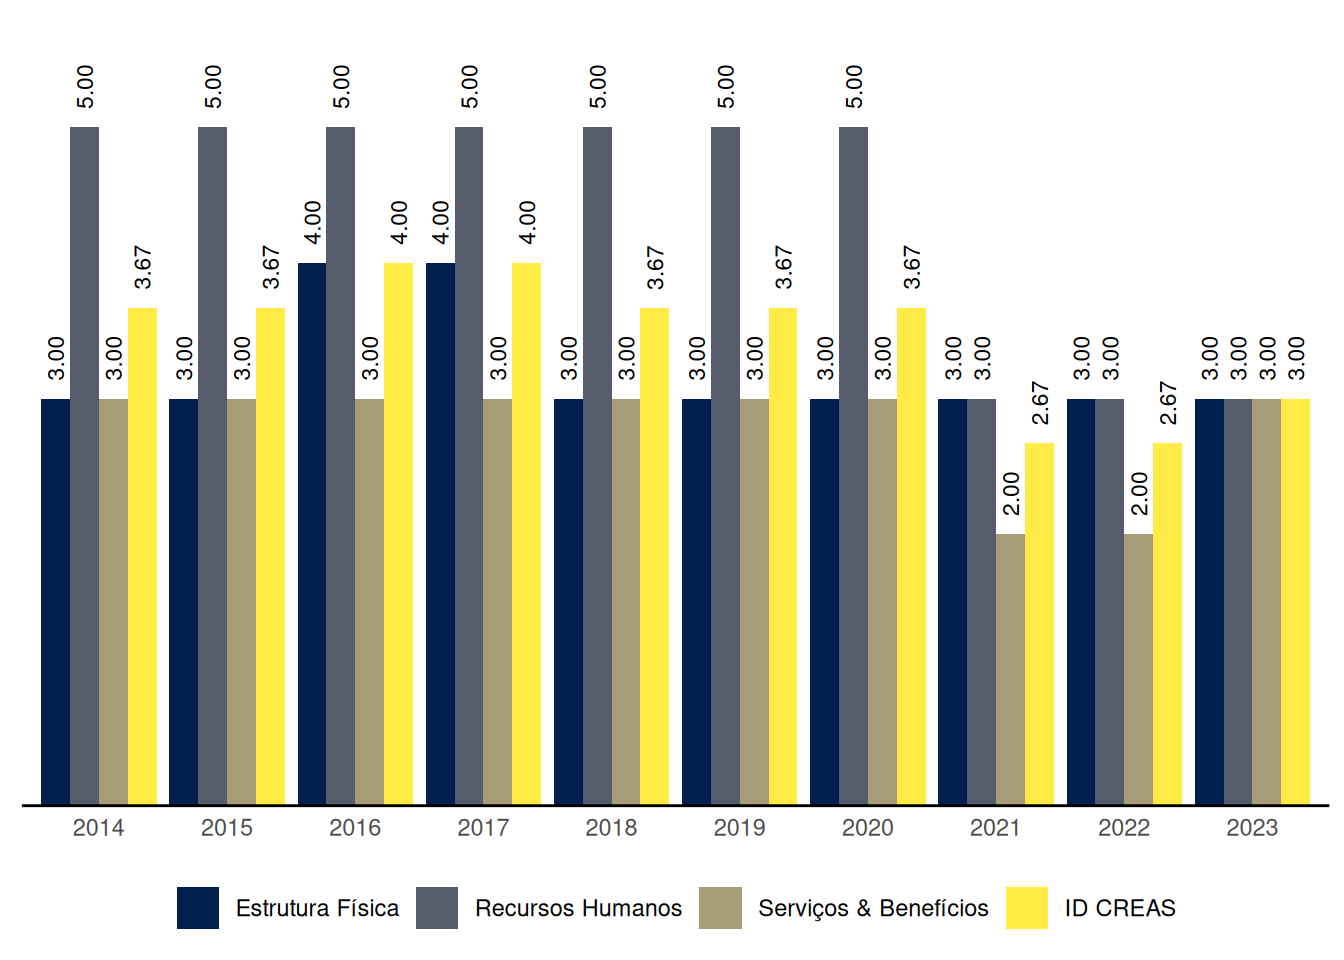 5.00 5.00 5.00 5.00 5.00 5.00 5.00
4.00 4.00 4.00 4.00
3.67 3.67 3.67 3.67 3.67
3.00 3.00 3.00 3.00 3.00 3.00 3.00 3.00 3.00 3.00 3.00 3.00 3.00 3.00 3.00 3.00 3.00 3.00 3.00 3.00
2.67 2.67
2.00 2.00
2014 2015 2016 2017 2018 2019 2020 2021 2022 2023
Estrutura Física Recursos Humanos Serviços & Benefícios ID CREAS